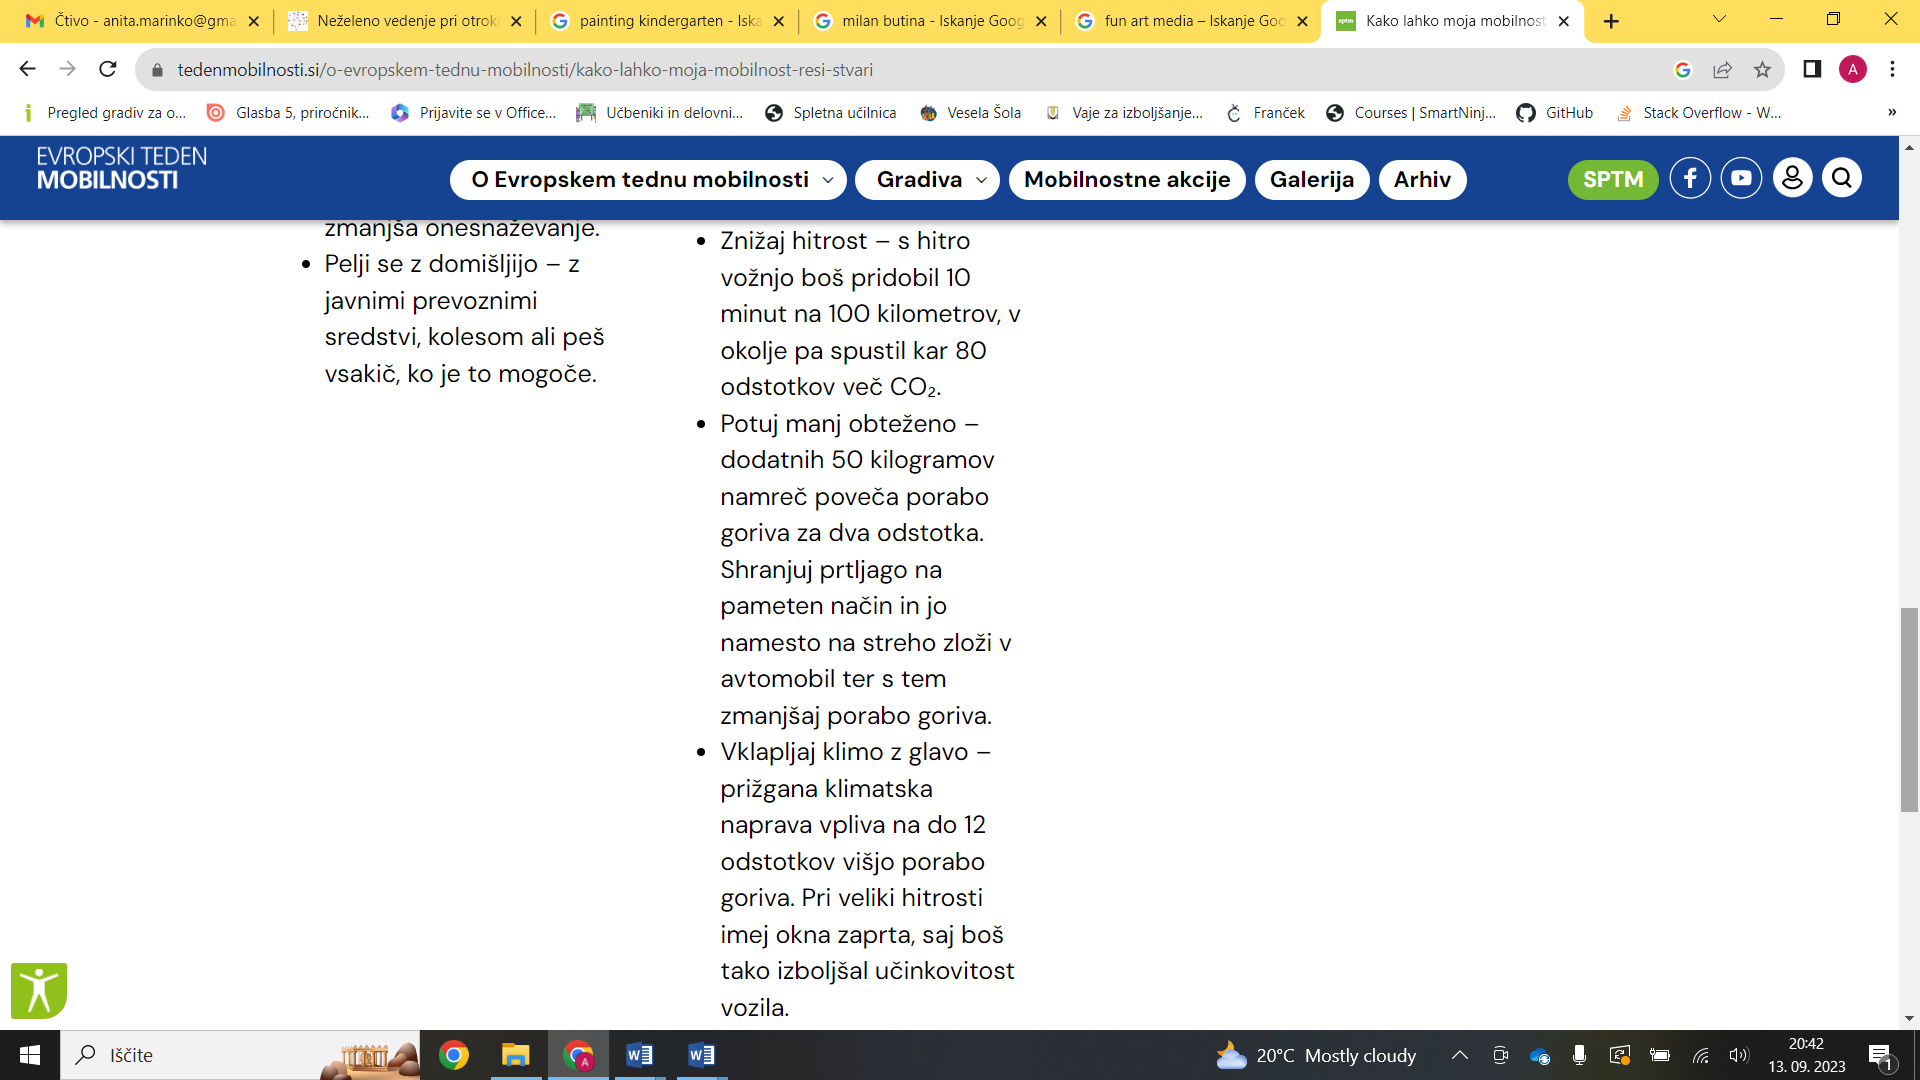 Čtivo - anita.marinko@gma
Neželeno vedenje pri otroku
painting kindergarten - Iska
milan butina - Iskanje Goog
fun art media – Iskanje Goo
Kako lahko moja mobilnost
tedenmobilnosti.si/o-evropskem-tednu-mobilnosti/kako-lahko-moja-mobilnost-resi-stvari
A
Pregled gradiv za o...
Glasba 5, priročnik...
Prijavite se v Office...
Učbeniki in delovni...
Spletna učilnica
Vesela Šola
Vaje za izboljšanje...
Franček
Courses | SmartNinj...
GitHub
Stack Overflow - W...
»
EVROPSKI TEDEN
MOBILNOSTI
O Evropskem tednu mobilnosti
Gradiva
Mobilnostne akcije
Galerija
Arhiv
SPTM
zmanjša onesnaževanje.
• Pelji se z domišljijo – z
javnimi prevoznimi
sredstvi, kolesom ali peš
vsakič, ko je to mogoče.
• Znižaj hitrost – s hitro
vožnjo boš pridobil 10
minut na 100 kilometrov, v
okolje pa spustil kar 80
odstotkov več CO₂.
• Potuj manj obteženo –
dodatnih 50 kilogramov
namreč poveča porabo
goriva za dva odstotka.
Shranjuj prtljago na
pameten način in jo
namesto na streho zloži v
avtomobil ter s tem
zmanjšaj porabo goriva.
• Vklapljaj klimo z glavo –
prižgana klimatska
naprava vpliva na do 12
odstotkov višjo porabo
goriva. Pri veliki hitrosti
imej okna zaprta, saj boš
tako izboljšal učinkovitost
vozila.
Iščite
20°C Mostly cloudy
20:42
13. 09. 2023
1